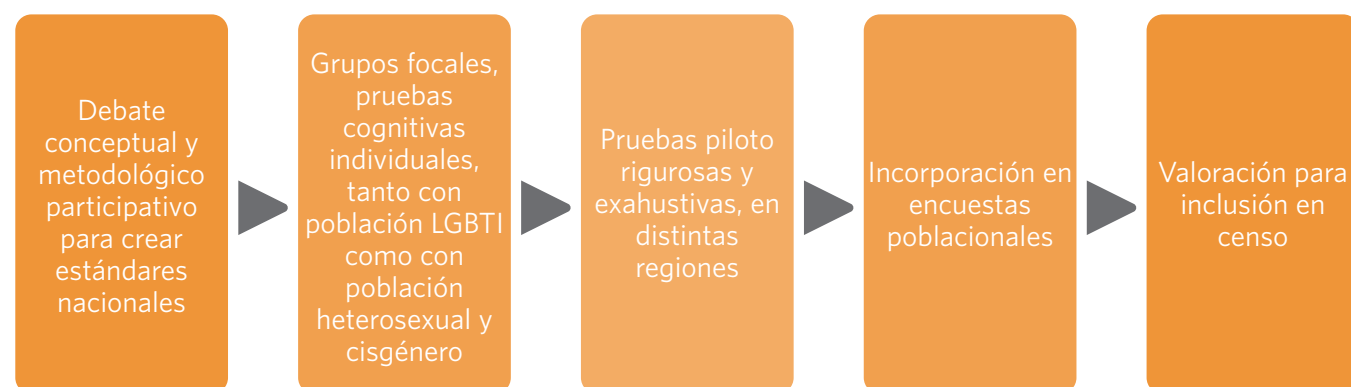 Debate
conceptual y
metodológico
participativo
para crear
estándares
nacionales
Grupos focales,
pruebas
cognitivas
individuales,
tanto con
población LGBTI
como con
población
heterosexual y
cisgénero
Pruebas piloto
rigurosas y
exahustivas, en
distintas
regiones
Incorporación en
encuestas
poblacionales
Valoración para
inclusión en
censo